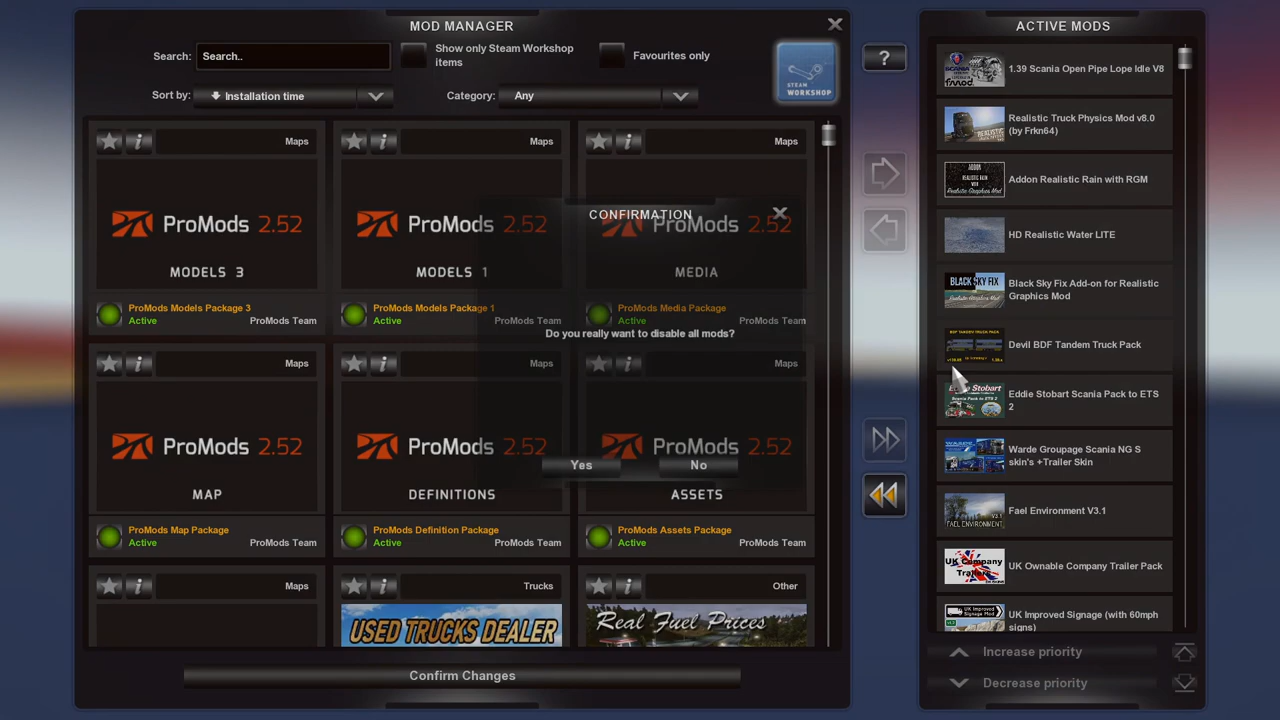 MOD MANAGER
Search:
Search..
Show only Steam Workshop
items
Favourites only
STEAM
WORKSHOP
Sort by:
Installation time
Category:
Any
Maps
Maps
Maps
ProMods 2.52
MODELS 3
ProMods 2.52
MODELS 1
ProMods 2.52
MEDIA
ProMods Models Package 3
Active
ProMods Team
ProMods Models Package 1
Active
ProMods Team
ProMods Media Package
Active
ProMods Team
CONFIRMATION
Do you really want to disable all mods?
Yes
No
Maps
Maps
Maps
ProMods 2.52
MAP
ProMods 2.52
DEFINITIONS
ProMods 2.52
ASSETS
ProMods Map Package
Active
ProMods Team
ProMods Definition Package
Active
ProMods Team
ProMods Assets Package
Active
ProMods Team
Maps
Trucks
Other
USED TRUCKS DEALER
Real Fuel Prices
Confirm Changes
?
ACTIVE MODS
1.39 Scania Open Pipe Lope Idle V8
Realistic Truck Physics Mod v8.0
(by Frkn64)
Addon Realistic Rain with RGM
HD Realistic Water LITE
BLACK SKY FIX
Black Sky Fix Add-on for Realistic
Graphics Mod
Devil BDF Tandem Truck Pack
Eddie Stobart Scania Pack to ETS
2
Warde Groupage Scania NG S
skin's +Trailer Skin
Fael Environment V3.1
UK Ownable Company Trailer Pack
UK Improved Signage (with 60mph
signs)
Increase priority
Decrease priority